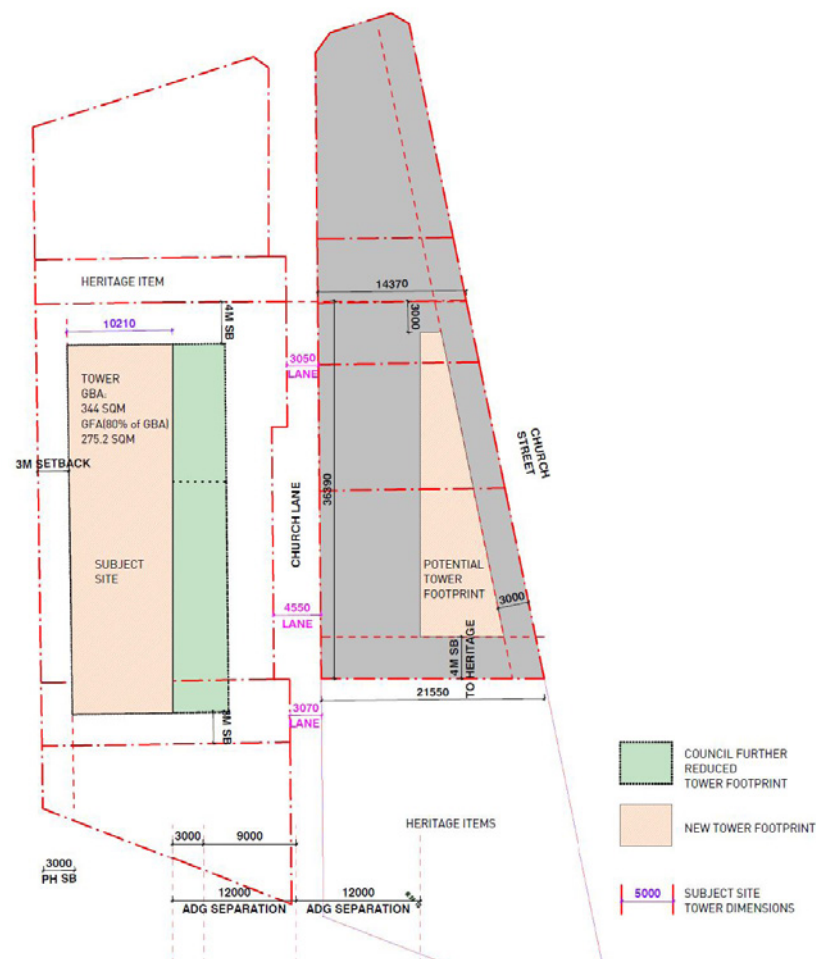 HERITAGE ITEM
14370
10210
4M SB
3000
3050
LANE
TOWER
GBA:
344 SQM
GFA(80% of GBA)
275.2 SQM
3M SETBACK
CHURCH
STREET
36390
CHURCH LANE
SUBJECT
SITE
POTENTIAL
TOWER
FOOTPRINT
3000
4550
LANE
4M SB
TO HERITAGE
21550
3070
LANE
M SB
COUNCIL FURTHER
REDUCED
TOWER FOOTPRINT
HERITAGE ITEMS
NEW TOWER FOOTPRINT
3000
9000
3000
PH SB
12000
ADG SEPARATION
12000
ADG SEPARATION
5000
SUBJECT SITE
TOWER DIMENSIONS